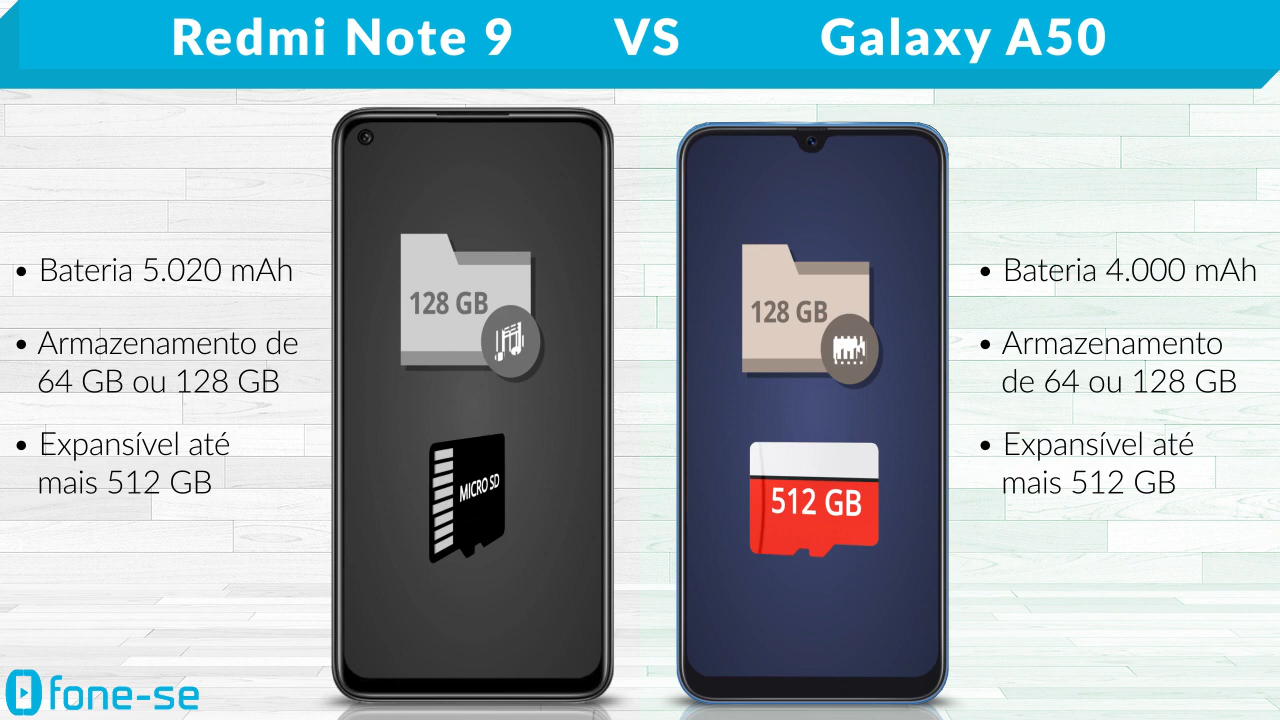 Redmi Note 9 VS Galaxy A50
• Bateria 5.020 mAh
• Armazenamento de
64 GB ou 128 GB
• Expansível até
mais 512 GB
128 GB
MICRO SD
128 GB
512 GB
• Bateria 4.000 mAh
• Armazenamento
de 64 ou 128 GB
• Expansível até
mais 512 GB
fone-se